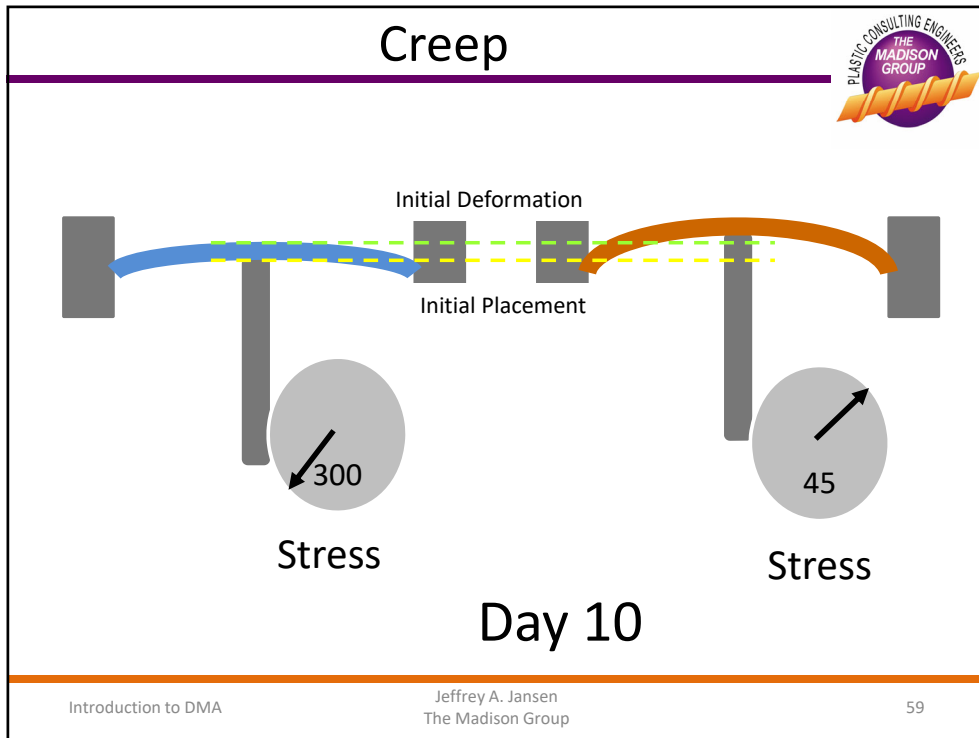 Creep
PLASTIC CONSULTING ENGINEERS
THE
MADISON
GROUP
Initial Deformation
Initial Placement
300
45
Stress
Stress
Day 10
Introduction to DMA
Jeffrey A. Jansen
The Madison Group
59